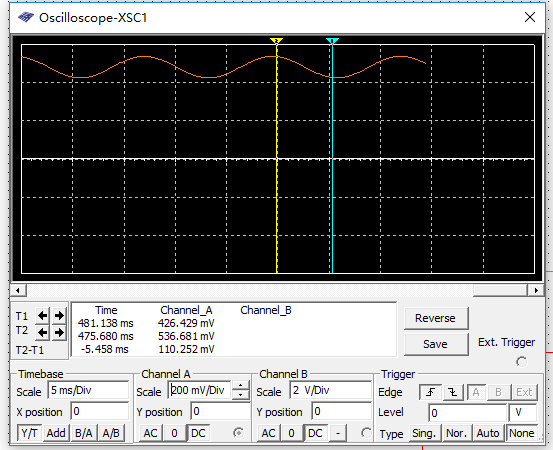 Oscilloscope-XSC1
2 1
T1
T2
T2-T1
Time Channel_A Channel_B
481.138 ms 426.429 mV
475.680 ms 536.681 mV
-5.458 ms 110.252 mV
Reverse
Save
Ext. Trigger
Timebase
Scale 5 ms/Div
X position 0
Y/T Add B/A A/B
Channel A
Scale 200 mV/Div
Y position 0
AC 0 DC
Channel B
Scale 2 V/Div
Y position 0
AC 0 DC -
Trigger
Edge A B Ext
Level 0 V
Type Sing. Nor. Auto None